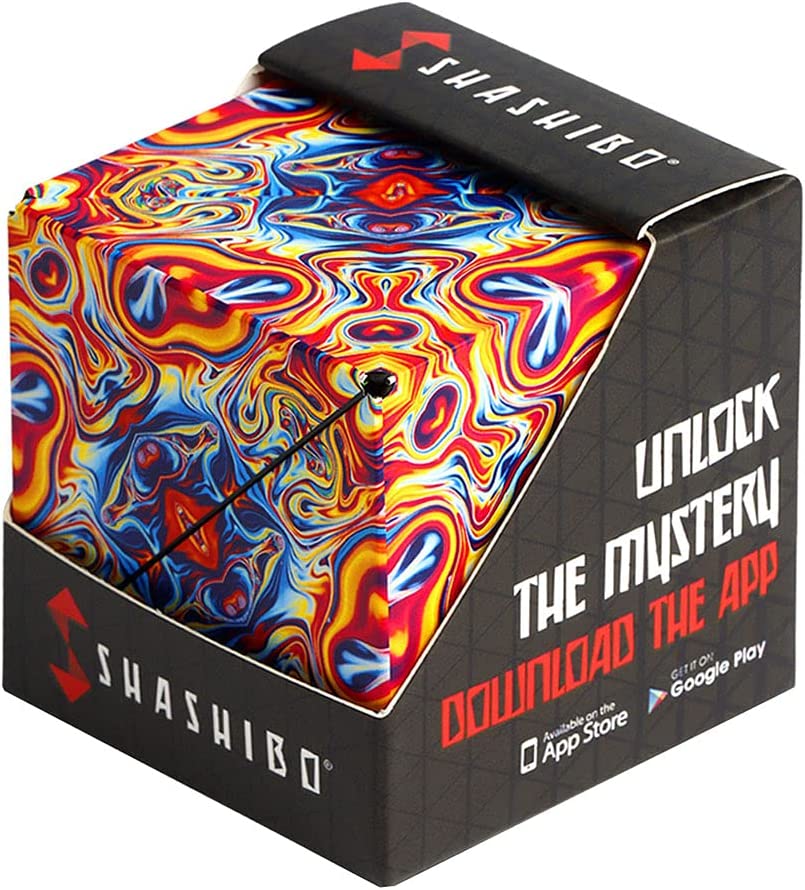 SHASHIBO®
UNLOCK
THE MYSTERY
DOWNLOAD THE APP
GET IT ON
Google Play
Available on the
App Store
SHASHIBO®